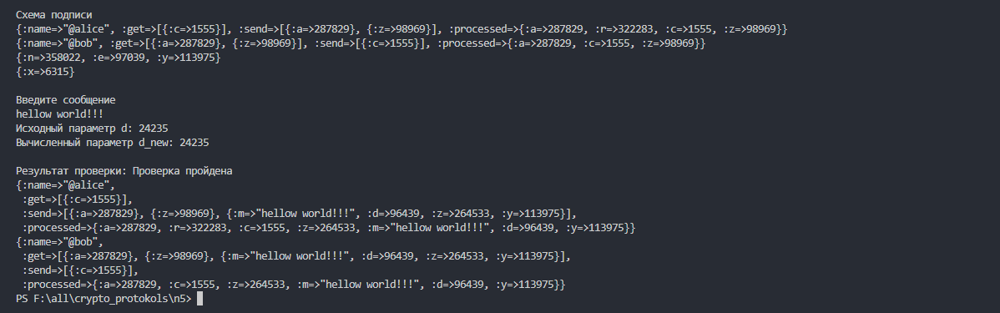 Схема подписи
{:name=>"@alice", :get=>[{:c=>1555}], :send=>[{:a=>287829}, {:z=>98969}], :processed=>{:a=>287829, :r=>322283, :c=>1555, :z=>98969}}
{:name=>"@bob", :get=>[{:a=>287829}, {:z=>98969}], :send=>[{:c=>1555}], :processed=>{:a=>287829, :c=>1555, :z=>98969}}
{:n=>358022, :e=>97039, :y=>113975}
{:x=>6315}
Введите сообщение
hellow world!!!
Исходный параметр d: 24235
Вычисленный параметр d_new: 24235
Результат проверки: Проверка пройдена
{:name=>"@alice",
:get=>[{:c=>1555}],
:send=>[{:a=>287829}, {:z=>98969}, {:m=>"hellow world!!!", :d=>96439, :z=>264533, :y=>113975}],
:processed=>{:a=>287829, :r=>322283, :c=>1555, :z=>264533, :m=>"hellow world!!!", :d=>96439, :y=>113975}}
{:name=>"@bob",
:get=>[{:a=>287829}, {:z=>98969}, {:m=>"hellow world!!!", :d=>96439, :z=>264533, :y=>113975}],
:send=>[{:c=>1555}],
:processed=>{:a=>287829, :c=>1555, :z=>264533, :m=>"hellow world!!!", :d=>96439, :y=>113975}}
PS F:\all\crypto_protokols\n5>